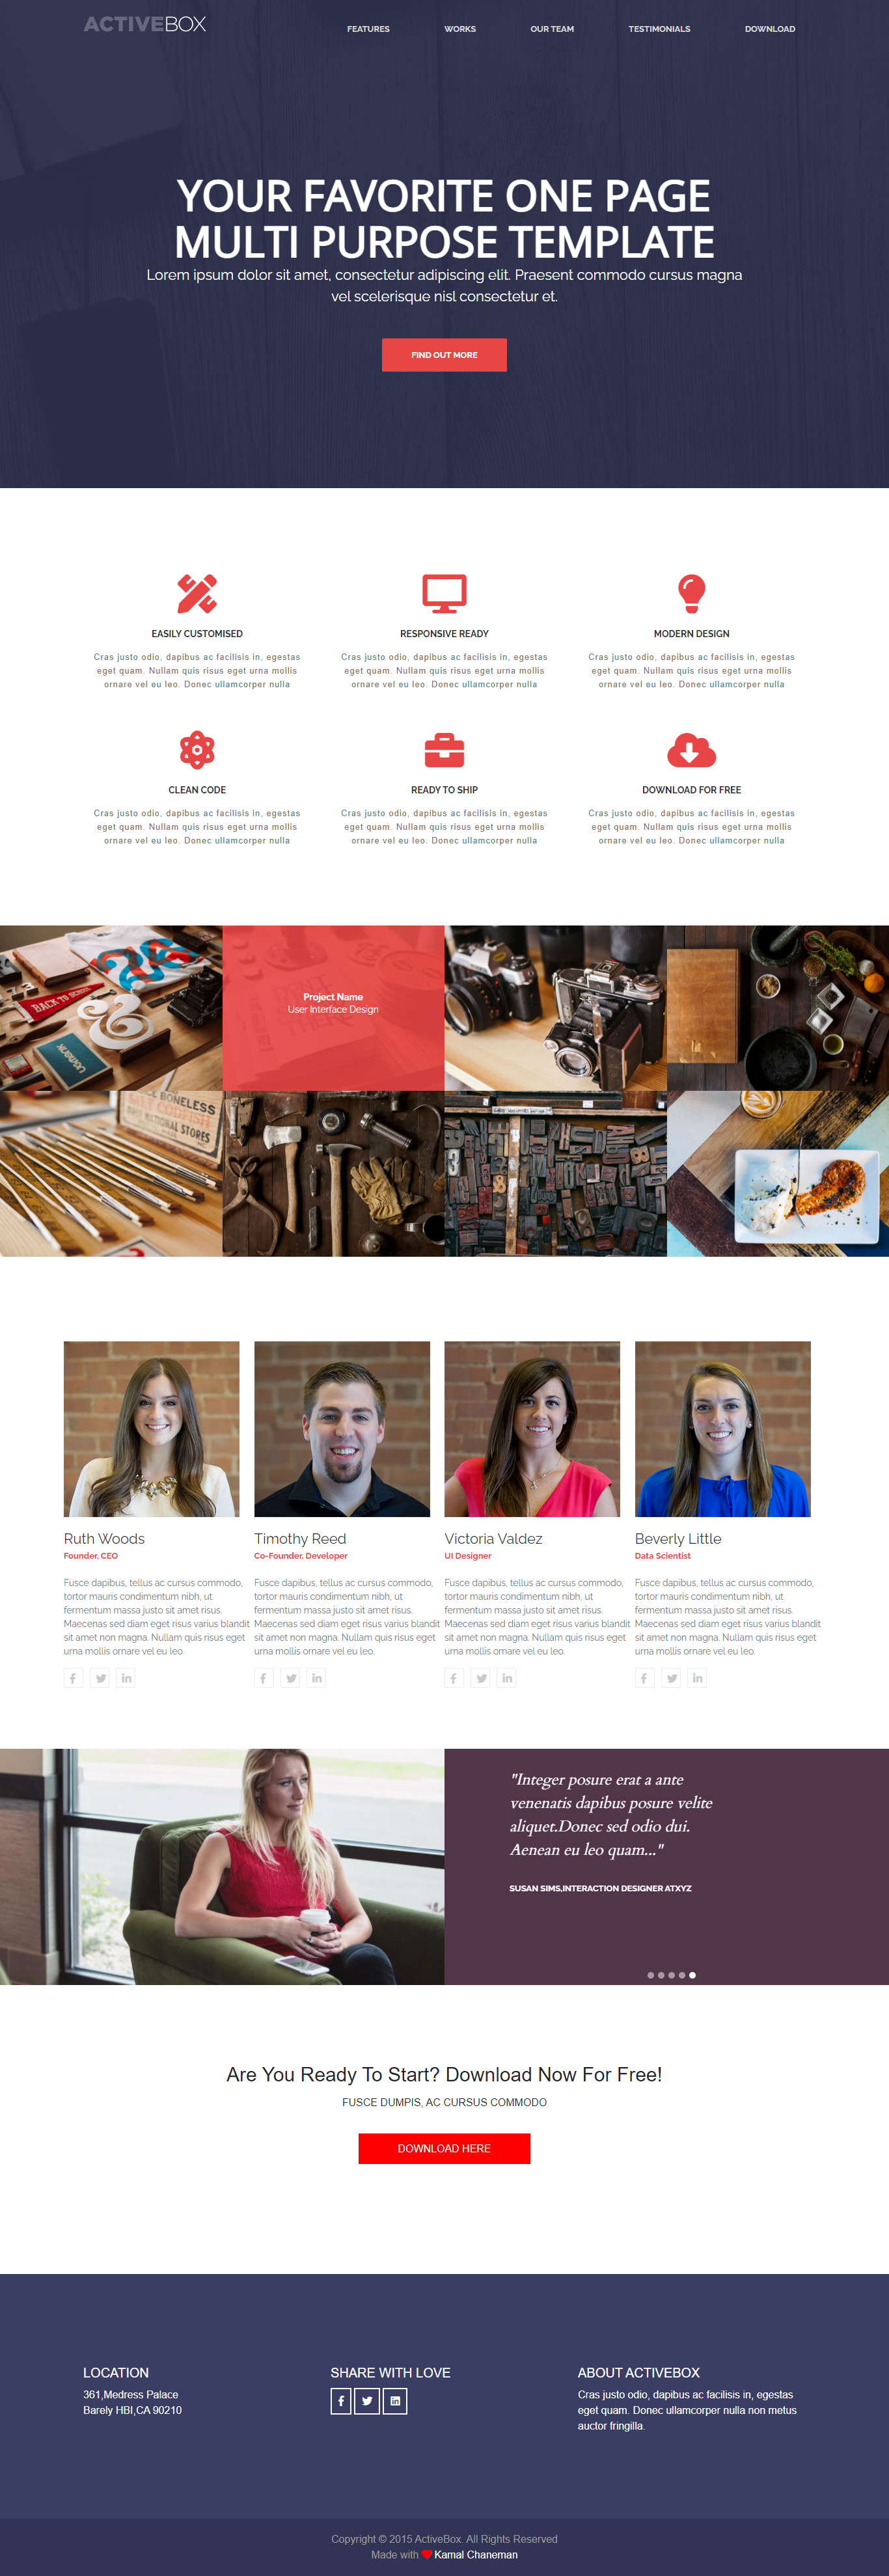 ACTIVEBOX
FEATURES
WORKS
OUR TEAM
TESTIMONIALS
DOWNLOAD
YOUR FAVORITE ONE PAGE
MULTI PURPOSE TEMPLATE
Lorem ipsum dolor sit amet, consectetur adipiscing elit. Praesent commodo cursus magna
vel scelerisque nisl consectetur et.
FIND OUT MORE
EASILY CUSTOMISED
Cras justo odio, dapibus ac facilisis in, egestas
eget quam. Nullam quis risus eget urna mollis
ornare vel eu leo. Donec ullamcorper nulla
RESPONSIVE READY
Cras justo odio, dapibus ac facilisis in, egestas
eget quam. Nullam quis risus eget urna mollis
ornare vel eu leo. Donec ullamcorper nulla
MODERN DESIGN
Cras justo odio, dapibus ac facilisis in, egestas
eget quam. Nullam quis risus eget urna mollis
ornare vel eu leo. Donec ullamcorper nulla
CLEAN CODE
Cras justo odio, dapibus ac facilisis in, egestas
eget quam. Nullam quis risus eget urna mollis
ornare vel eu leo. Donec ullamcorper nulla
READY TO SHIP
Cras justo odio, dapibus ac facilisis in, egestas
eget quam. Nullam quis risus eget urna mollis
ornare vel eu leo. Donec ullamcorper nulla
DOWNLOAD FOR FREE
Cras justo odio, dapibus ac facilisis in, egestas
eget quam. Nullam quis risus eget urna mollis
ornare vel eu leo. Donec ullamcorper nulla
BACK TO SCHOOL
&
Project Name
User Interface Design
BONELESS
NATIONAL STORES
&
Ruth Woods
Founder, CEO
Fusce dapibus, tellus ac cursus commodo,
tortor mauris condimentum nibh, ut
fermentum massa justo sit amet risus.
Maecenas sed diam eget risus varius blandit
sit amet non magna. Nullam quis risus eget
urna mollis ornare vel eu leo.
Timothy Reed
Co-Founder, Developer
Fusce dapibus, tellus ac cursus commodo,
tortor mauris condimentum nibh, ut
fermentum massa justo sit amet risus.
Maecenas sed diam eget risus varius blandit
sit amet non magna. Nullam quis risus eget
urna mollis ornare vel eu leo.
Victoria Valdez
UI Designer
Fusce dapibus, tellus ac cursus commodo,
tortor mauris condimentum nibh, ut
fermentum massa justo sit amet risus.
Maecenas sed diam eget risus varius blandit
sit amet non magna. Nullam quis risus eget
urna mollis ornare vel eu leo.
Beverly Little
Data Scientist
Fusce dapibus, tellus ac cursus commodo,
tortor mauris condimentum nibh, ut
fermentum massa justo sit amet risus.
Maecenas sed diam eget risus varius blandit
sit amet non magna. Nullam quis risus eget
urna mollis ornare vel eu leo.
"Integer posure erat a ante
venenatis dapibus posure velite
aliquet.Donec sed odio dui.
Aenean eu leo quam..."
SUSAN SIMS,INTERACTION DESIGNER ATXYZ
Are You Ready To Start? Download Now For Free!
FUSCE DUMPIS, AC CURSUS COMMODO
DOWNLOAD HERE
LOCATION
361,Medress Palace
Barely HBI,CA 90210
SHARE WITH LOVE
ABOUT ACTIVEBOX
Cras justo odio, dapibus ac facilisis in, egestas
eget quam. Donec ullamcorper nulla non metus
auctor fringilla.
Copyright © 2015 ActiveBox. All Rights Reserved
Made with ❤ Kamal Chaneman